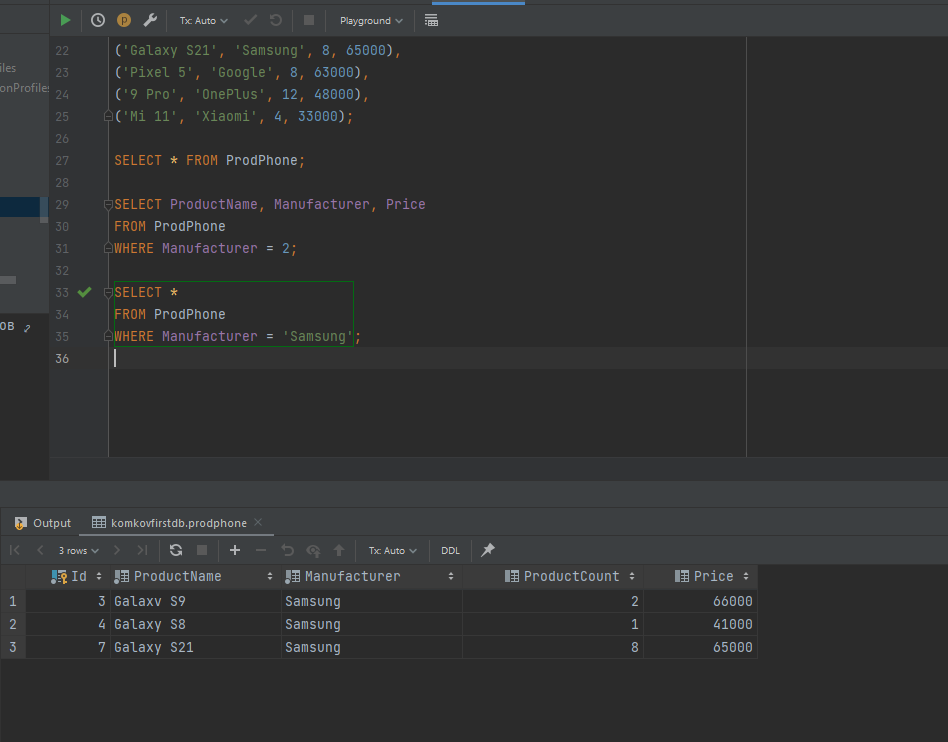 Tx: Auto
Playground
iles
onProfiles
OB
22 ('Galaxy S21', 'Samsung', 8, 65000),
23 ('Pixel 5', 'Google', 8, 63000),
24 ('9 Pro', 'OnePlus', 12, 48000),
25 ('Mi 11', 'Xiaomi', 4, 33000);
26
27 SELECT * FROM ProdPhone;
28
29 SELECT ProductName, Manufacturer, Price
30 FROM ProdPhone
31 WHERE Manufacturer = 2;
32
33 SELECT *
34 FROM ProdPhone
35 WHERE Manufacturer = 'Samsung';
36
Output komkovfirstdb.prodphone
3 rows Tx: Auto DDL
Id ProductName Manufacturer ProductCount Price
1 3 Galaxv S9 Samsung 2 66000
2 4 Galaxy S8 Samsung 1 41000
3 7 Galaxy S21 Samsung 8 65000